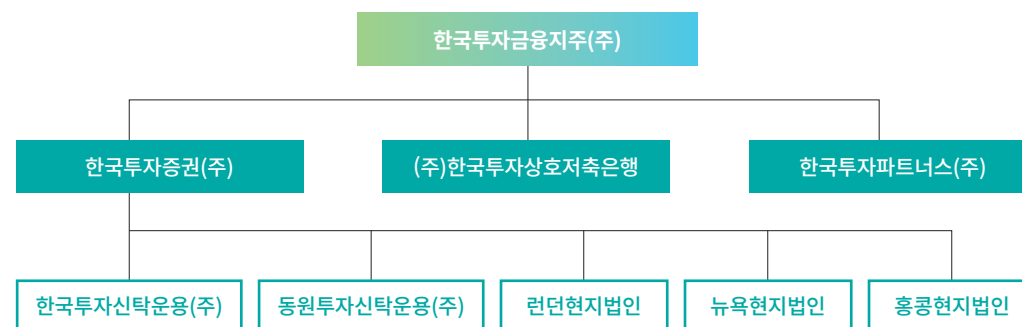 한국투자금융지주(주)
한국투자증권(주)
(주)한국투자상호저축은행
한국투자파트너스(주)
한국투자신탁운용(주)
동원투자신탁운용(주)
런던현지법인
뉴욕현지법인
홍콩현지법인